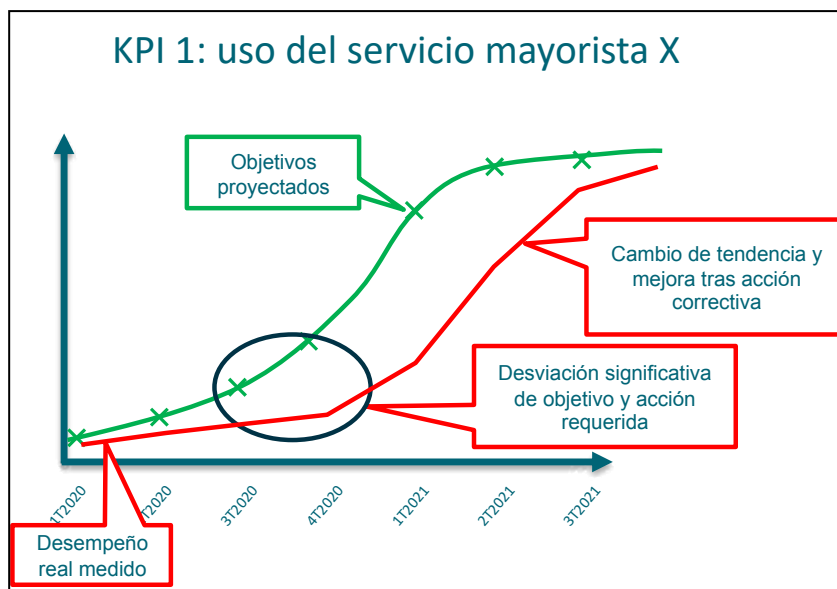 KPI 1: uso del servicio mayorista X
Objetivos
proyectados
Cambio de tendencia y
mejora tras acción
correctiva
Desviación significativa
de objetivo y acción
requerida
1T2020
T2020
3T2020
4T2020
1T2021
2T2021
3T2021
Desempeño
real medido